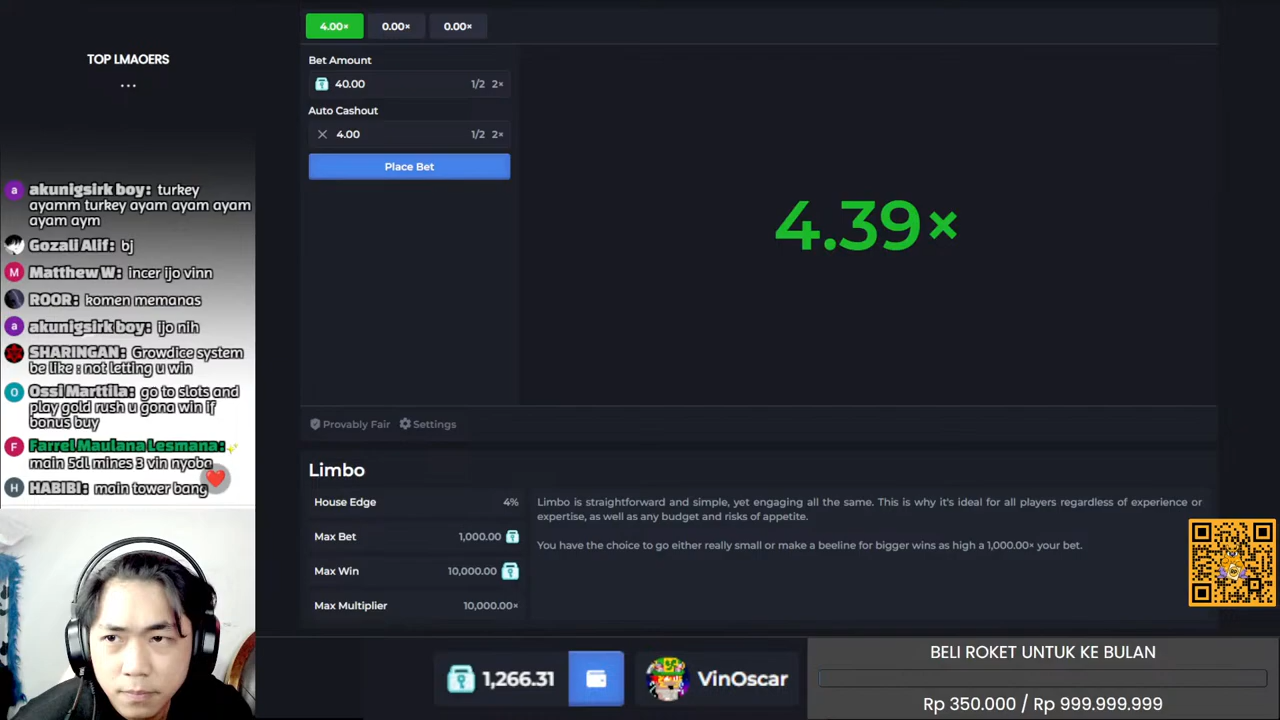 4.00× 0.00× 0.00×
TOP LMAOERS
...
Bet Amount
40.00 1/2 2×
Auto Cashout
4.00 1/2 2×
Place Bet
4.39×
a akunigsirk boy: turkey
ayamm turkey ayam ayam ayam
ayam aym
Gozali Alif: bj
M Matthew W: incer ijo vinn
ROOR: komen memanas
a akunigsirk boy: ijo nih
SHARINGAN: Growdice system
be like : not letting u win
O Ossi Marttila: go to slots and
play gold rush u gona win if
bonus buy
F Farrel Maulana Lesmana:
main 5dl mines 3 vin nyoba
H HABIBI: main tower bang
Provably Fair Settings
Limbo
House Edge 4%
Max Bet 1,000.00
Max Win 10,000.00
Max Multiplier 10,000.00×
Limbo is straightforward and simple, yet engaging all the same. This is why it's ideal for all players regardless of experience or
expertise, as well as any budget and risks of appetite.
You have the choice to go either really small or make a beeline for bigger wins as high a 1,000.00× your bet.
1,266.31
VinOscar
BELI ROKET UNTUK KE BULAN
Rp 350.000 / Rp 999.999.999